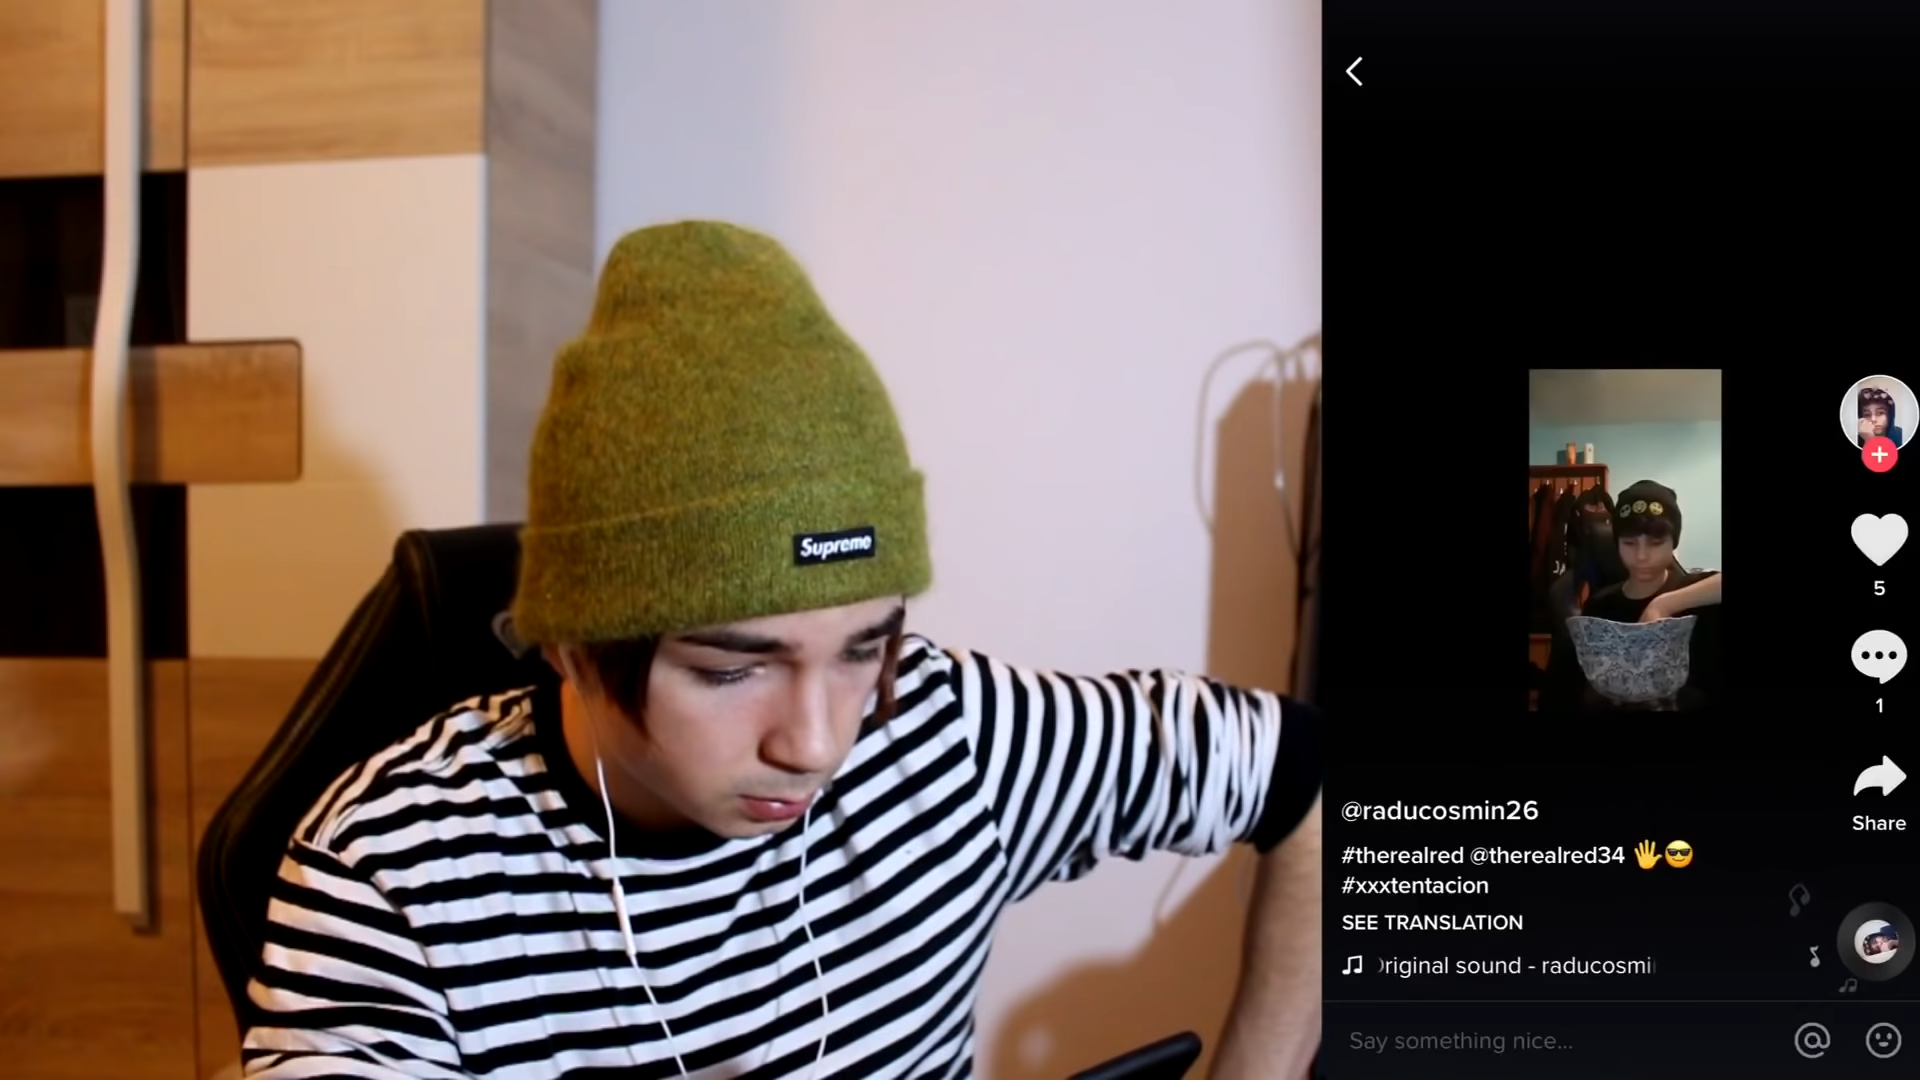 Supreme
5
1
Share
@raducosmin26
#therealred @therealred34 🖐😎
#xxxtentacion
SEE TRANSLATION
riginal sound - raducosmi
Say something nice...